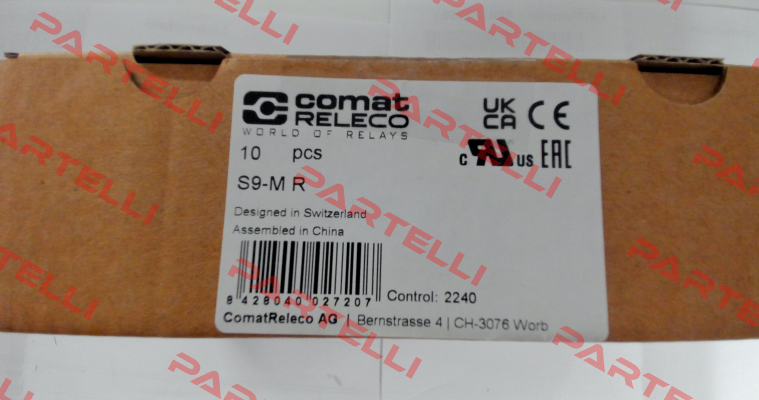 comat
RELECO
WORLD OF RELAYS
UK
CA
CE
c UR us EAC
10 pcs
S9-M R
Designed in Switzerland
Assembled in China
8 428040 027207
Control: 2240
ComatReleco AG | Bernstrasse 4 | CH-3076 Worb
PARTELLI
PARTELLI
PARTELLI
PARTELLI
PARTELLI
PARTELLI
PARTELLI
PARTELLI
PARTELLI